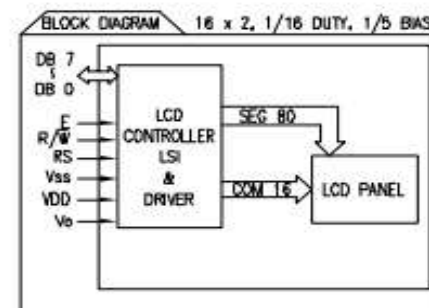 BLOCK DIAGRAM 16 x 2, 1/16 DUTY, 1/5 BIAS
DB 7
DB 0
E
R/W
RS
Vss
VDD
Vo
LCD
CONTROLLER
LSI
&
DRIVER
SEG 80
COM 16
LCD PANEL